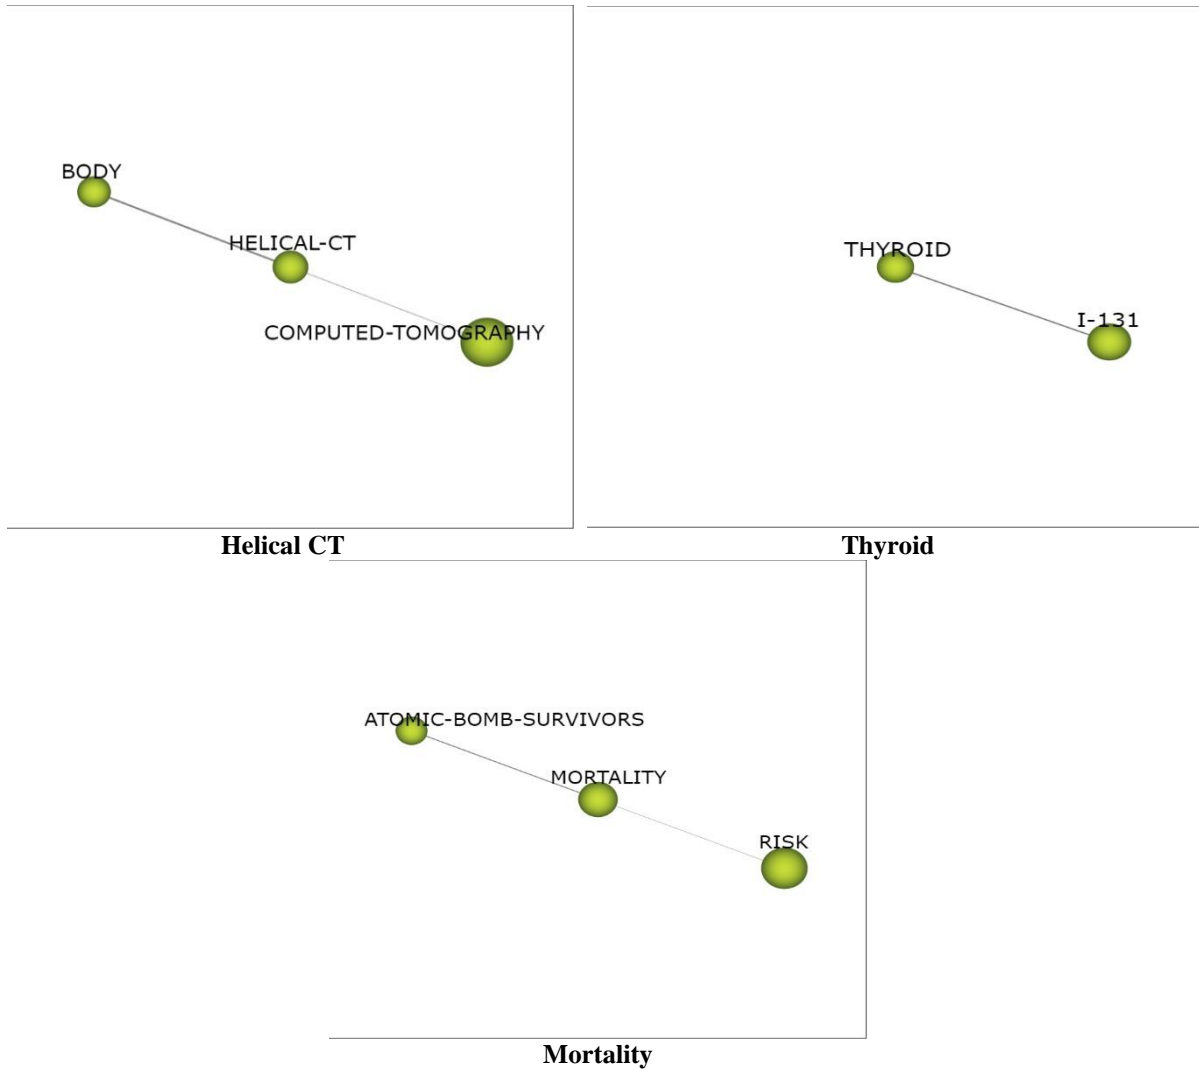 BODY
HELICAL-CT
COMPUTED-TOMOGRAPHY
Helical CT
THYROID
I-131
Thyroid
ATOMIC-BOMB-SURVIVORS
MORTALITY
RISK
Mortality